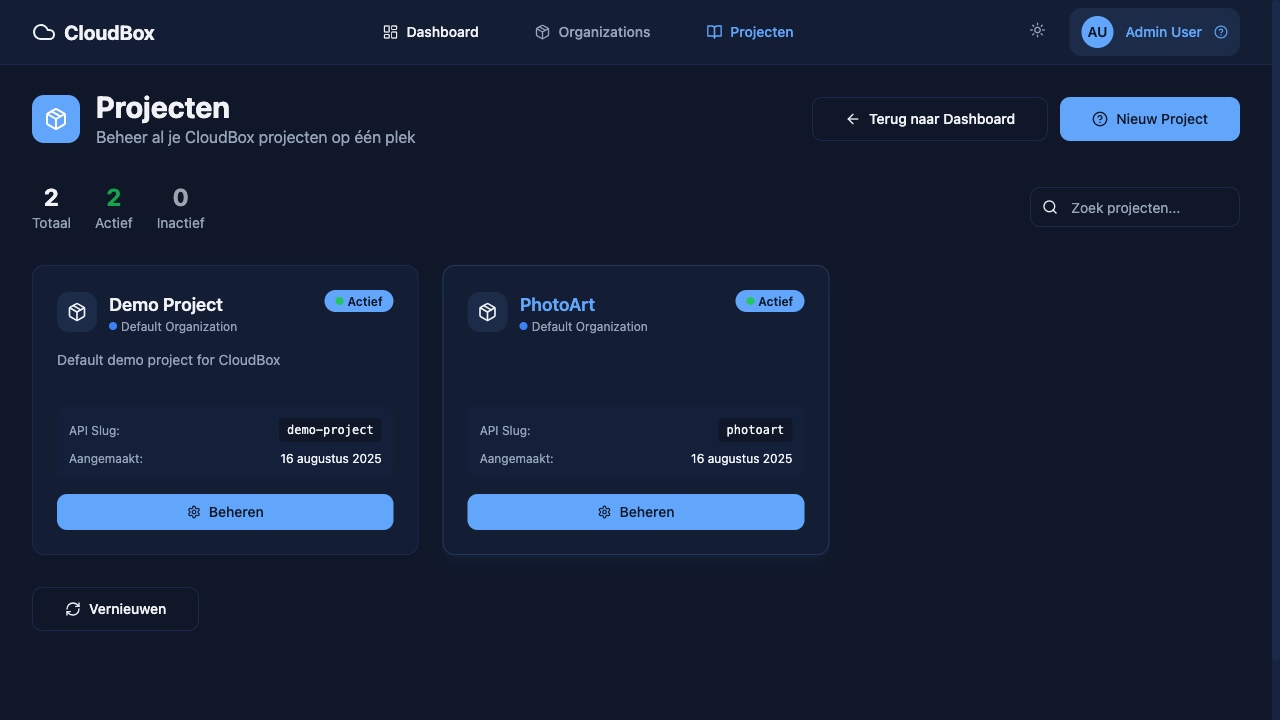 CloudBox
Dashboard
Organizations
Projecten
AU
Admin User
Projecten
Beheer al je CloudBox projecten op één plek
Terug naar Dashboard
Nieuw Project
2
Totaal
2
Actief
0
Inactief
Zoek projecten...
Demo Project
Actief
Default Organization
Default demo project for CloudBox
API Slug:
demo-project
Aangemaakt:
16 augustus 2025
Beheren
PhotoArt
Actief
Default Organization
API Slug:
photoart
Aangemaakt:
16 augustus 2025
Beheren
Vernieuwen